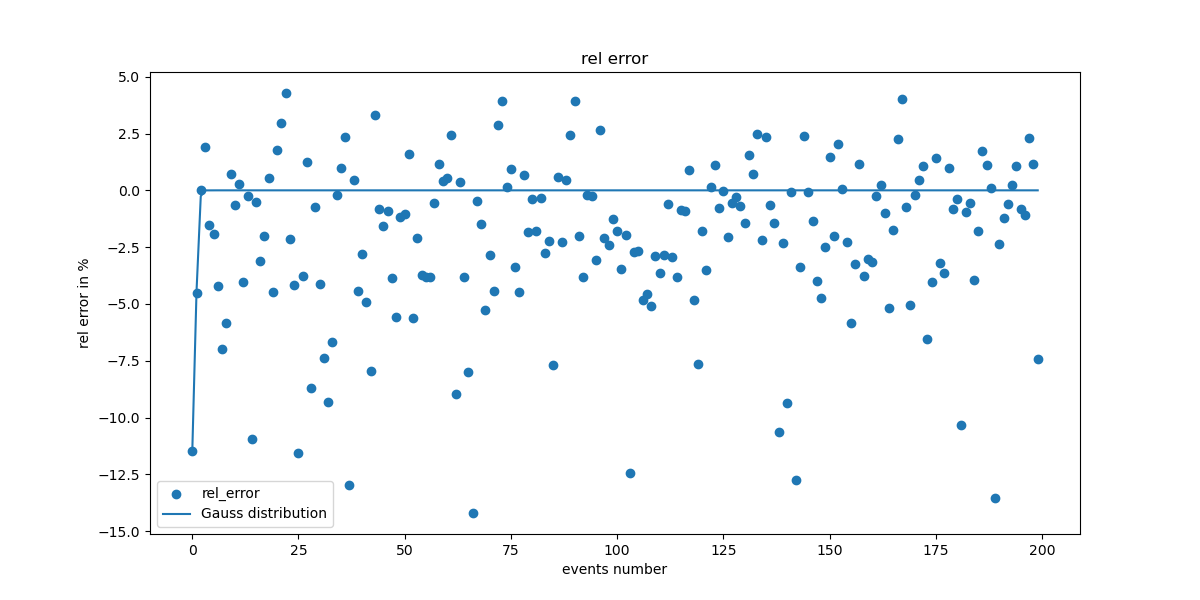 rel error
5.0
2.5
0.0
−2.5
−5.0
−7.5
−10.0
−12.5
−15.0
rel error in %
rel_error
Gauss distribution
0 25 50 75 100 125 150 175 200
events number